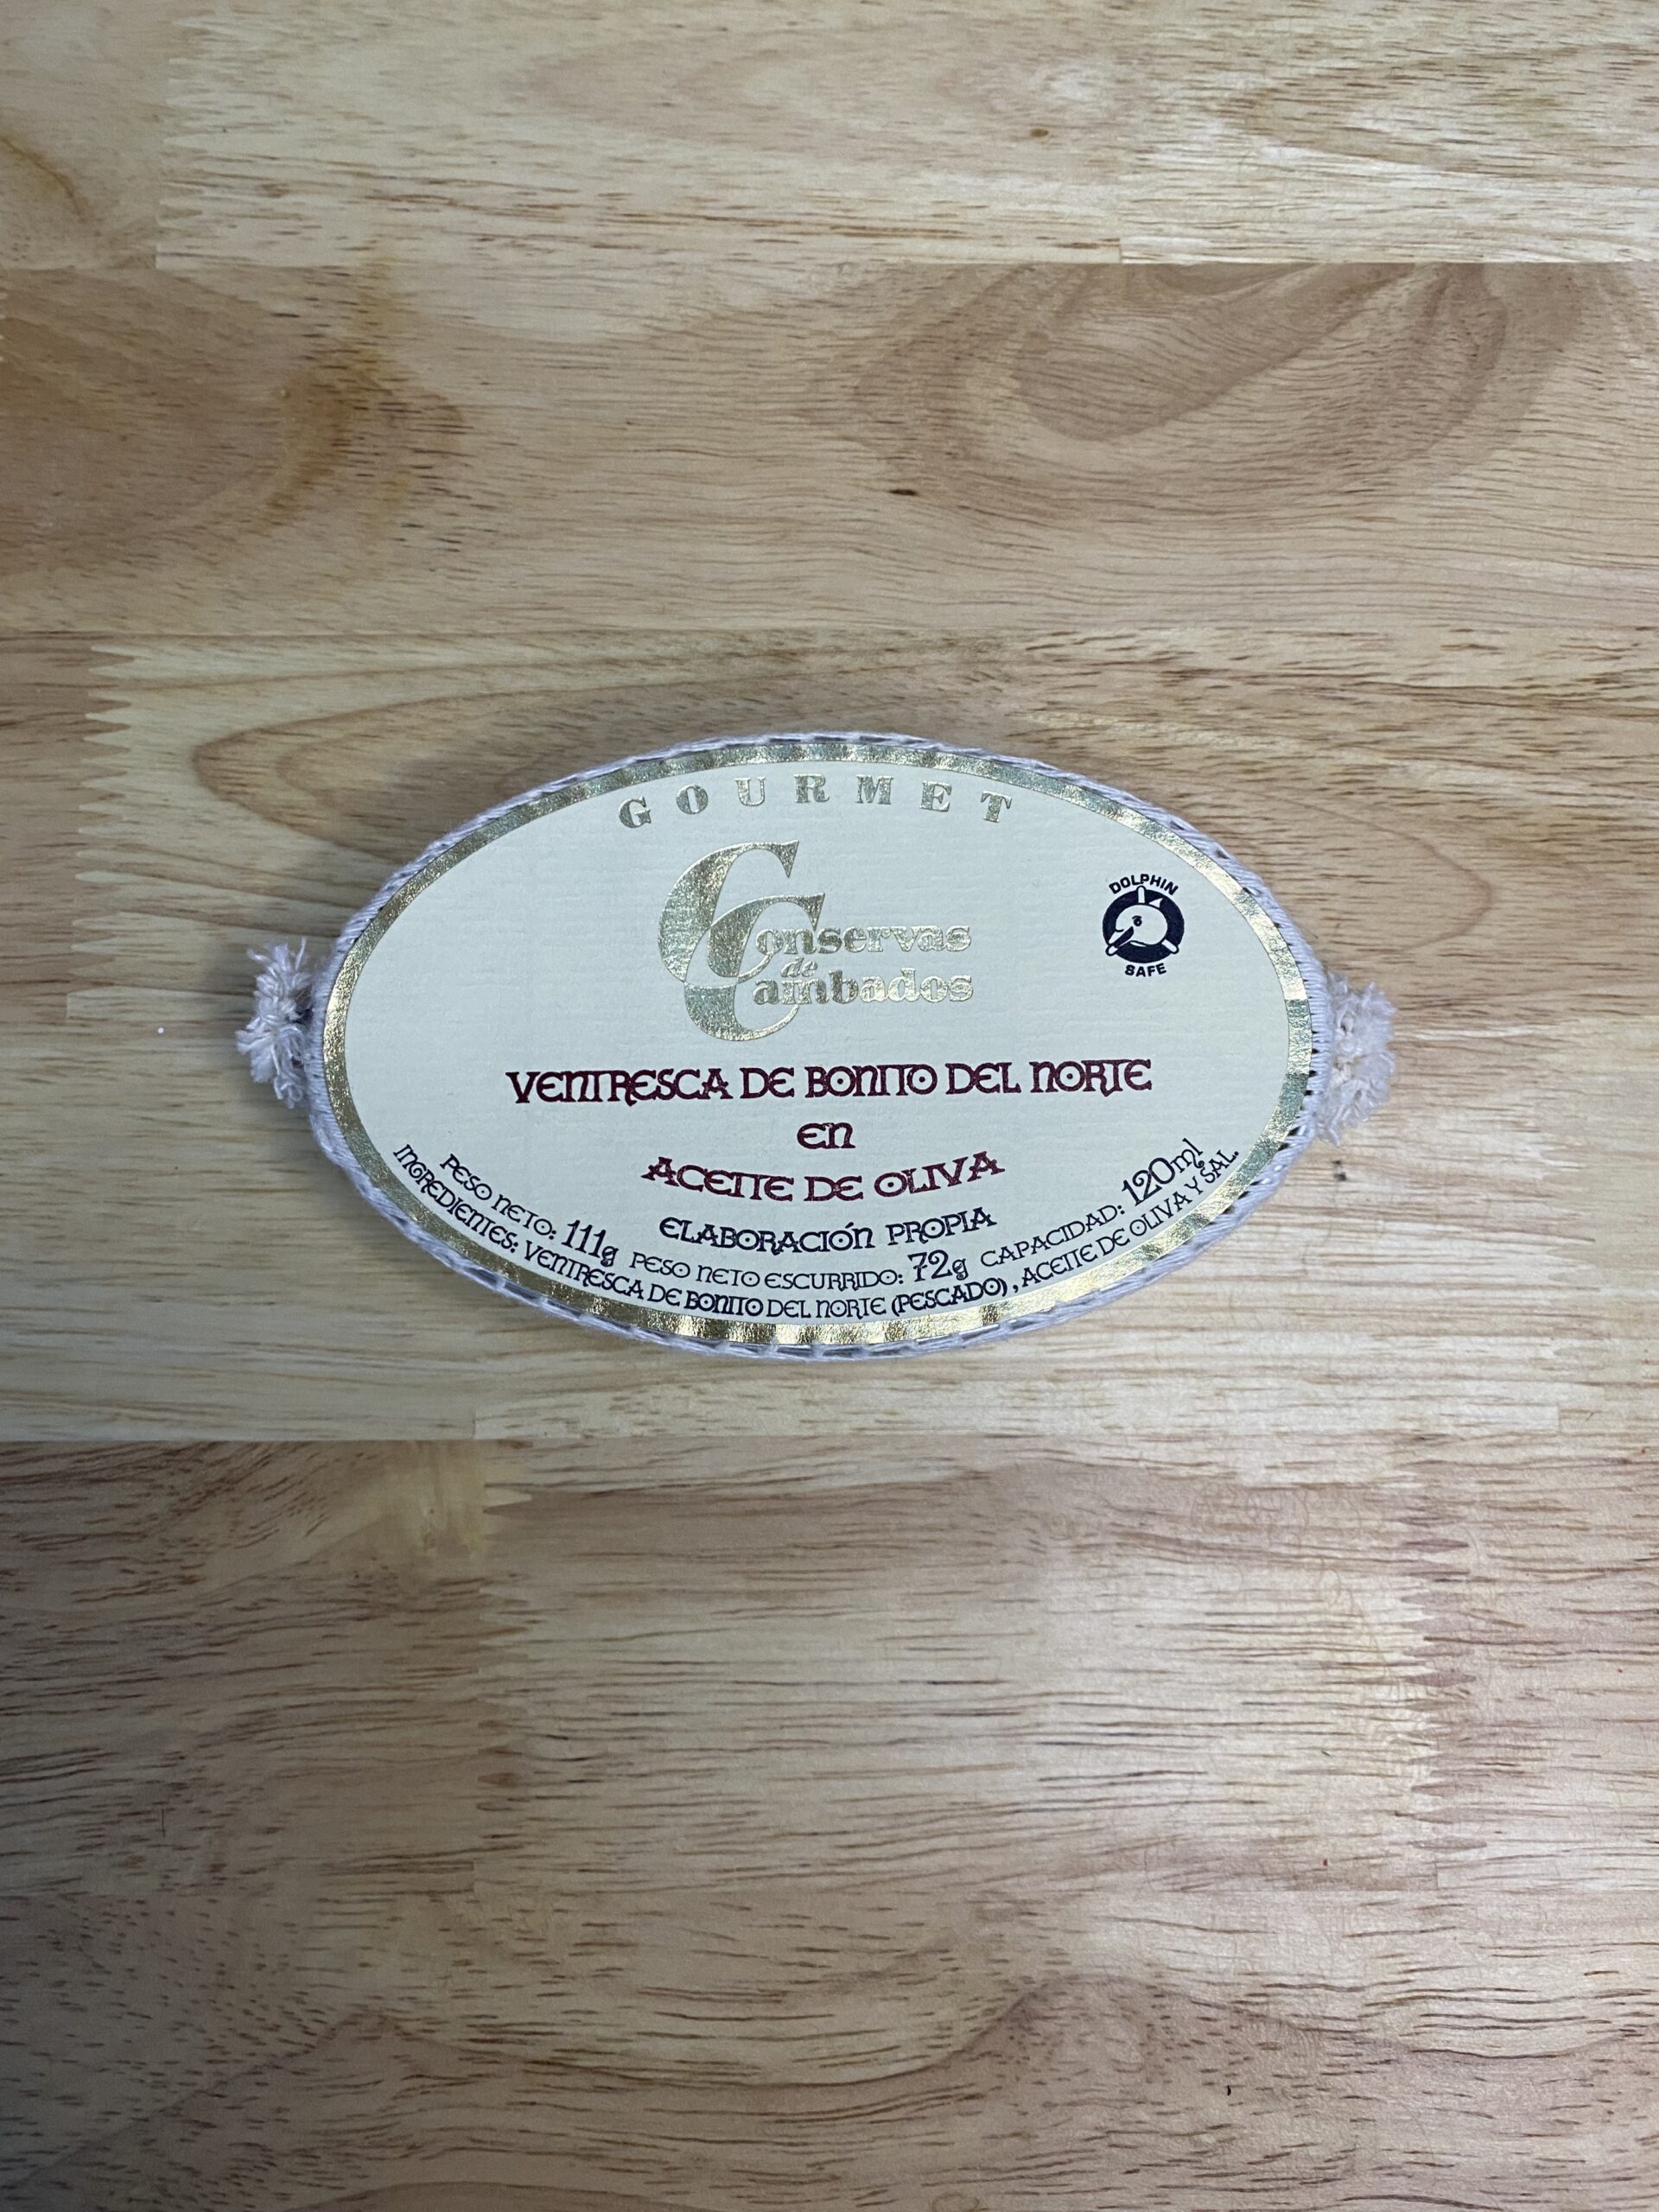 GOURMET
Conservas
de
Cambados
DOLPHIN
SAFE
VENTRESCA DE BONITO DEL NORTE
en
ACEITE DE OLIVA
ELABORACIÓN PROPIA
PESO NETO: 111g PESO NETO ESCURRIDO: 72g CAPACIDAD: 120ml
INGREDIENTES: VENTRESCA DE BONITO DEL NORTE (PESCADO), ACEITE DE OLIVA Y SAL.